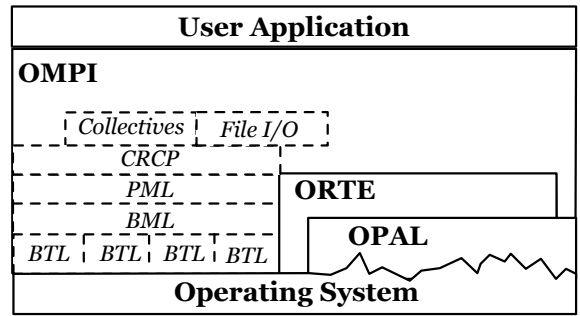 User Application
OMPI
Collectives File I/O
CRCP
PML
ORTE
BML
OPAL
BTL BTL BTL BTL
Operating System